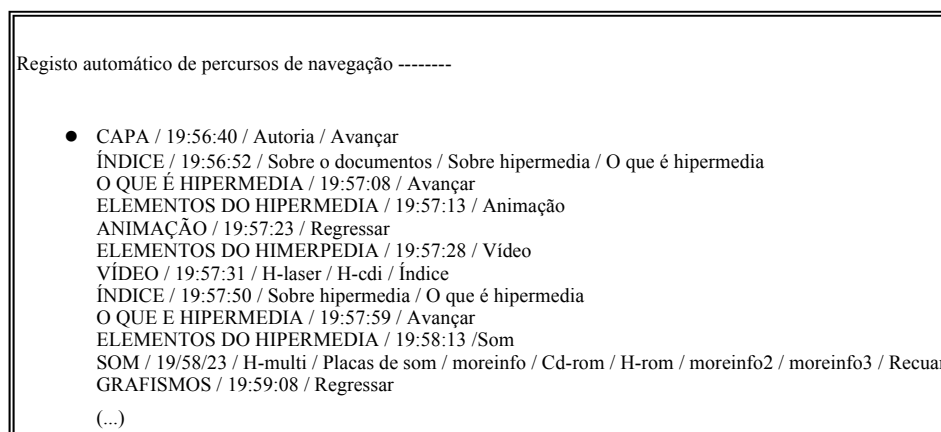 Registo automático de percursos de navegação --------
● CAPA / 19:56:40 / Autoria / Avançar
ÍNDICE / 19:56:52 / Sobre o documentos / Sobre hipermedia / O que é hipermedia
O QUE É HIPERMEDIA / 19:57:08 / Avançar
ELEMENTOS DO HIPERMEDIA / 19:57:13 / Animação
ANIMAÇÃO / 19:57:23 / Regressar
ELEMENTOS DO HIMERPEDIA / 19:57:28 / Vídeo
VÍDEO / 19:57:31 / H-laser / H-cdi / Índice
ÍNDICE / 19:57:50 / Sobre hipermedia / O que é hipermedia
O QUE E HIPERMEDIA / 19:57:59 / Avançar
ELEMENTOS DO HIPERMEDIA / 19:58:13 /Som
SOM / 19/58/23 / H-multi / Placas de som / moreinfo / Cd-rom / H-rom / moreinfo2 / moreinfo3 / Recuar
GRAFISMOS / 19:59:08 / Regressar
(...)